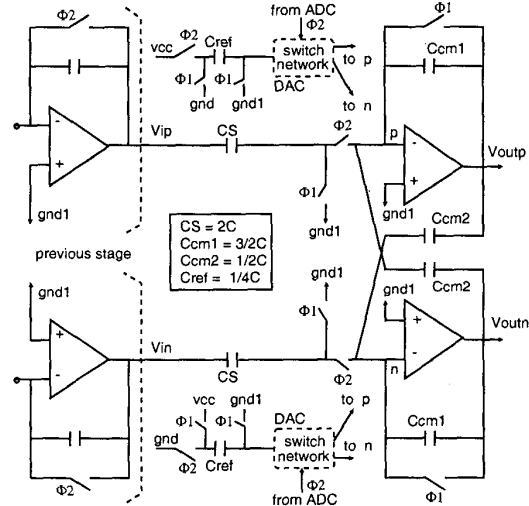 from ADC
Φ2
Φ2
Φ2
Φ1
vcc
Cref
switch
network
DAC
to p
to n
Φ1
Φ1
gnd
gnd1
Ccm1
-
+
Vip
CS
Φ2
p
-
+
Voutp
gnd1
Φ1
gnd1
gnd1
Ccm2
CS = 2C
Ccm1 = 3/2C
Ccm2 = 1/2C
Cref = 1/4C
previous stage
gnd1
gnd1
Φ1
Ccm2
gnd1
+
-
Vin
CS
Φ2
n
+
-
Voutn
vcc
gnd1
Φ1
Φ1
gnd
Φ2
Cref
DAC
switch
network
to p
to n
Ccm1
Φ2
Φ2
from ADC
Φ1